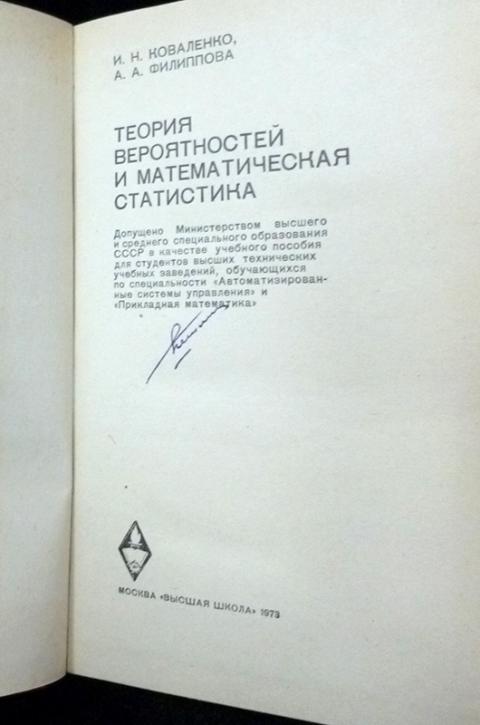 И. Н. КОВАЛЕНКО,
А. А. ФИЛИППОВА
ТЕОРИЯ
ВЕРОЯТНОСТЕЙ
И МАТЕМАТИЧЕСКАЯ
СТАТИСТИКА
Допущено Министерством высшего
и среднего специального образования
СССР в качестве учебного пособия
для студентов высших технических
учебных заведений, обучающихся
по специальности «Автоматизирован-
ные системы управления» и
«Прикладная математика»
МОСКВА «ВЫСШАЯ ШКОЛА» 1973